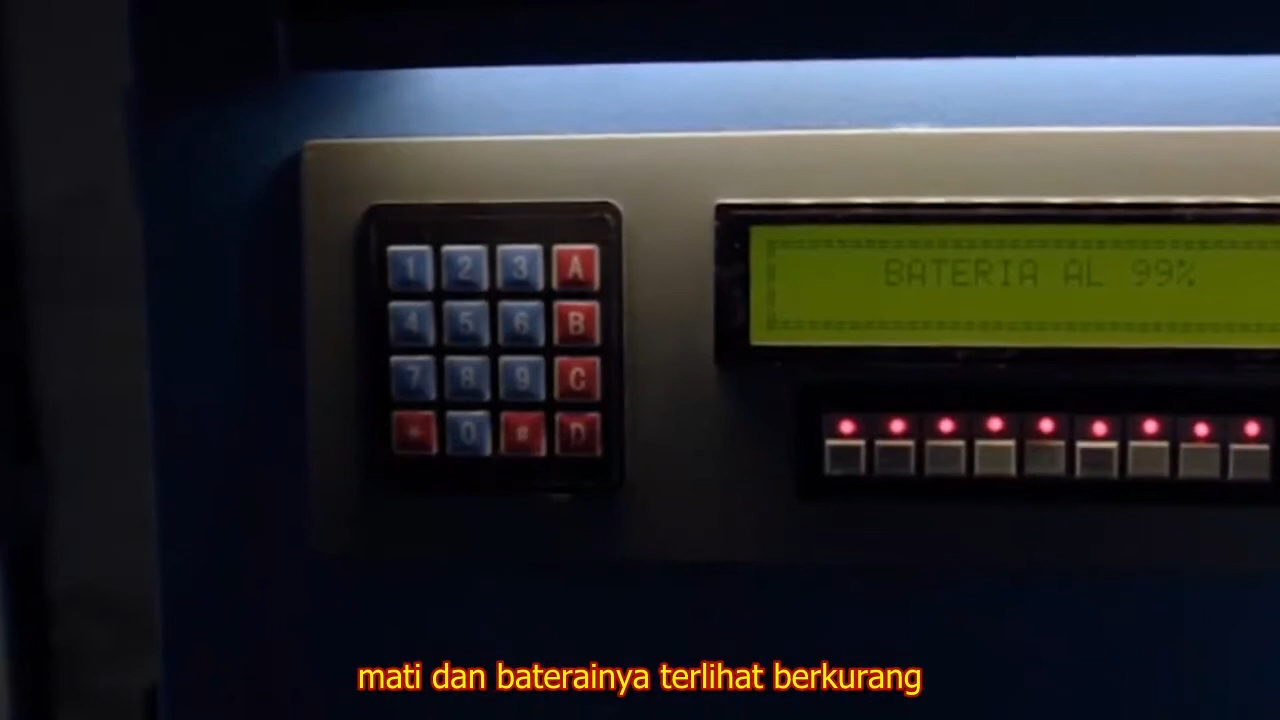 1 2 3 A
4 5 6 B
7 8 9 C
* 0 # D
BATERIA AL 99%
mati dan baterainya terlihat berkurang